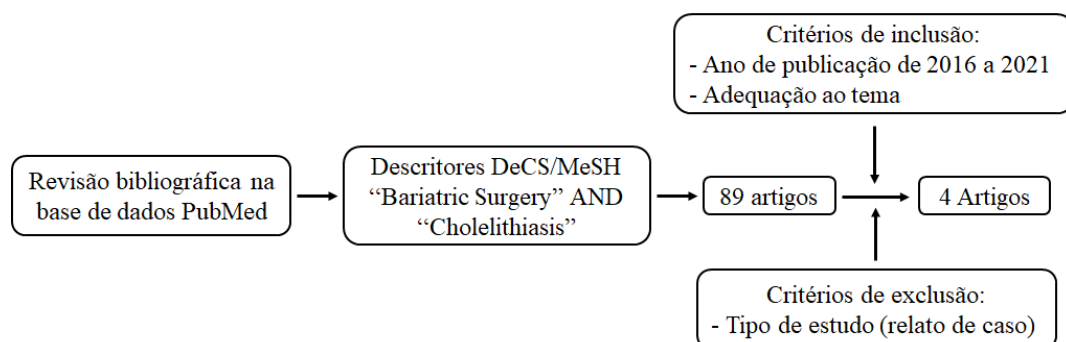 Critérios de inclusão:
- Ano de publicação de 2016 a 2021
- Adequação ao tema
Revisão bibliográfica na
base de dados PubMed
Descritores DeCS/MeSH
“Bariatric Surgery” AND
“Cholelithiasis”
89 artigos
4 Artigos
Critérios de exclusão:
- Tipo de estudo (relato de caso)